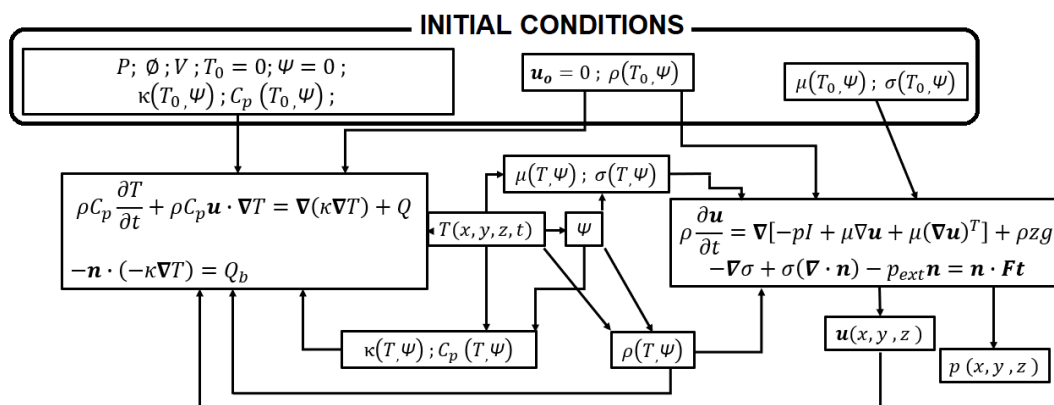 INITIAL CONDITIONS
P; ∅ ; V ; T₀ = 0; Ψ = 0 ;
κ(T₀,Ψ) ; Cₚ (T₀,Ψ) ;
𝒖ₒ = 0 ; ρ(T₀,Ψ)
μ(T₀,Ψ) ; σ(T₀,Ψ)
ρCₚ ∂T/∂t + ρCₚ𝒖 · 𝛁T = 𝛁(κ𝛁T) + Q
−𝒏 · (−κ𝛁T) = Q_b
μ(T,Ψ) ; σ(T,Ψ)
T(x, y, z, t)
Ψ
κ(T,Ψ) ; Cₚ (T,Ψ)
ρ(T,Ψ)
ρ ∂𝒖/∂t = 𝛁[−pI + μ∇𝒖 + μ(𝛁𝒖)ᵀ] + ρzg
−𝛁σ + σ(𝛁 · 𝒏) − p_ext 𝒏 = 𝒏 · 𝑭𝒕
𝒖(x, y , z)
p (x, y , z)